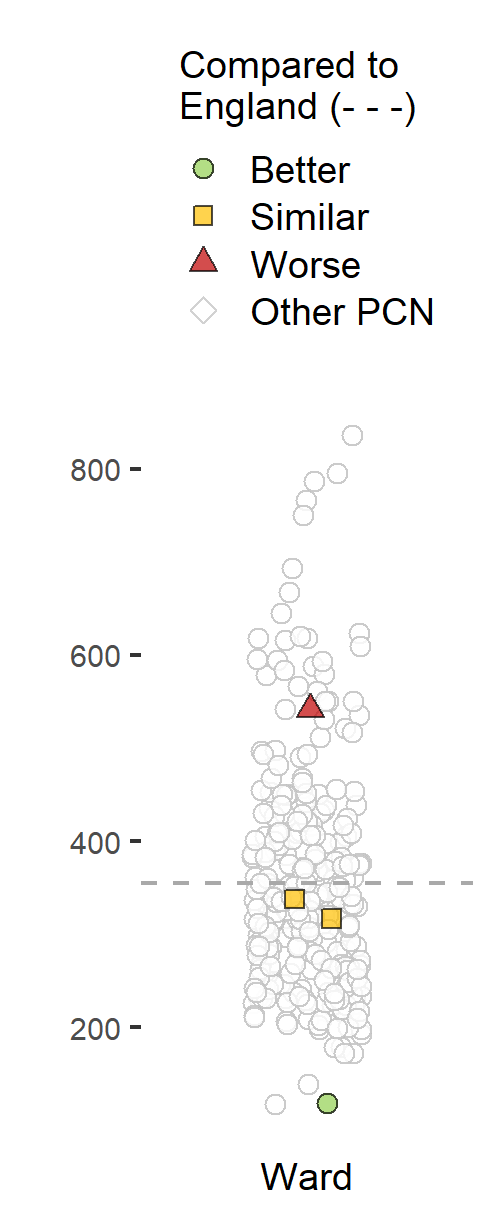 Compared to
England (- - -)
Better
Similar
Worse
Other PCN
800
600
400
200
Ward